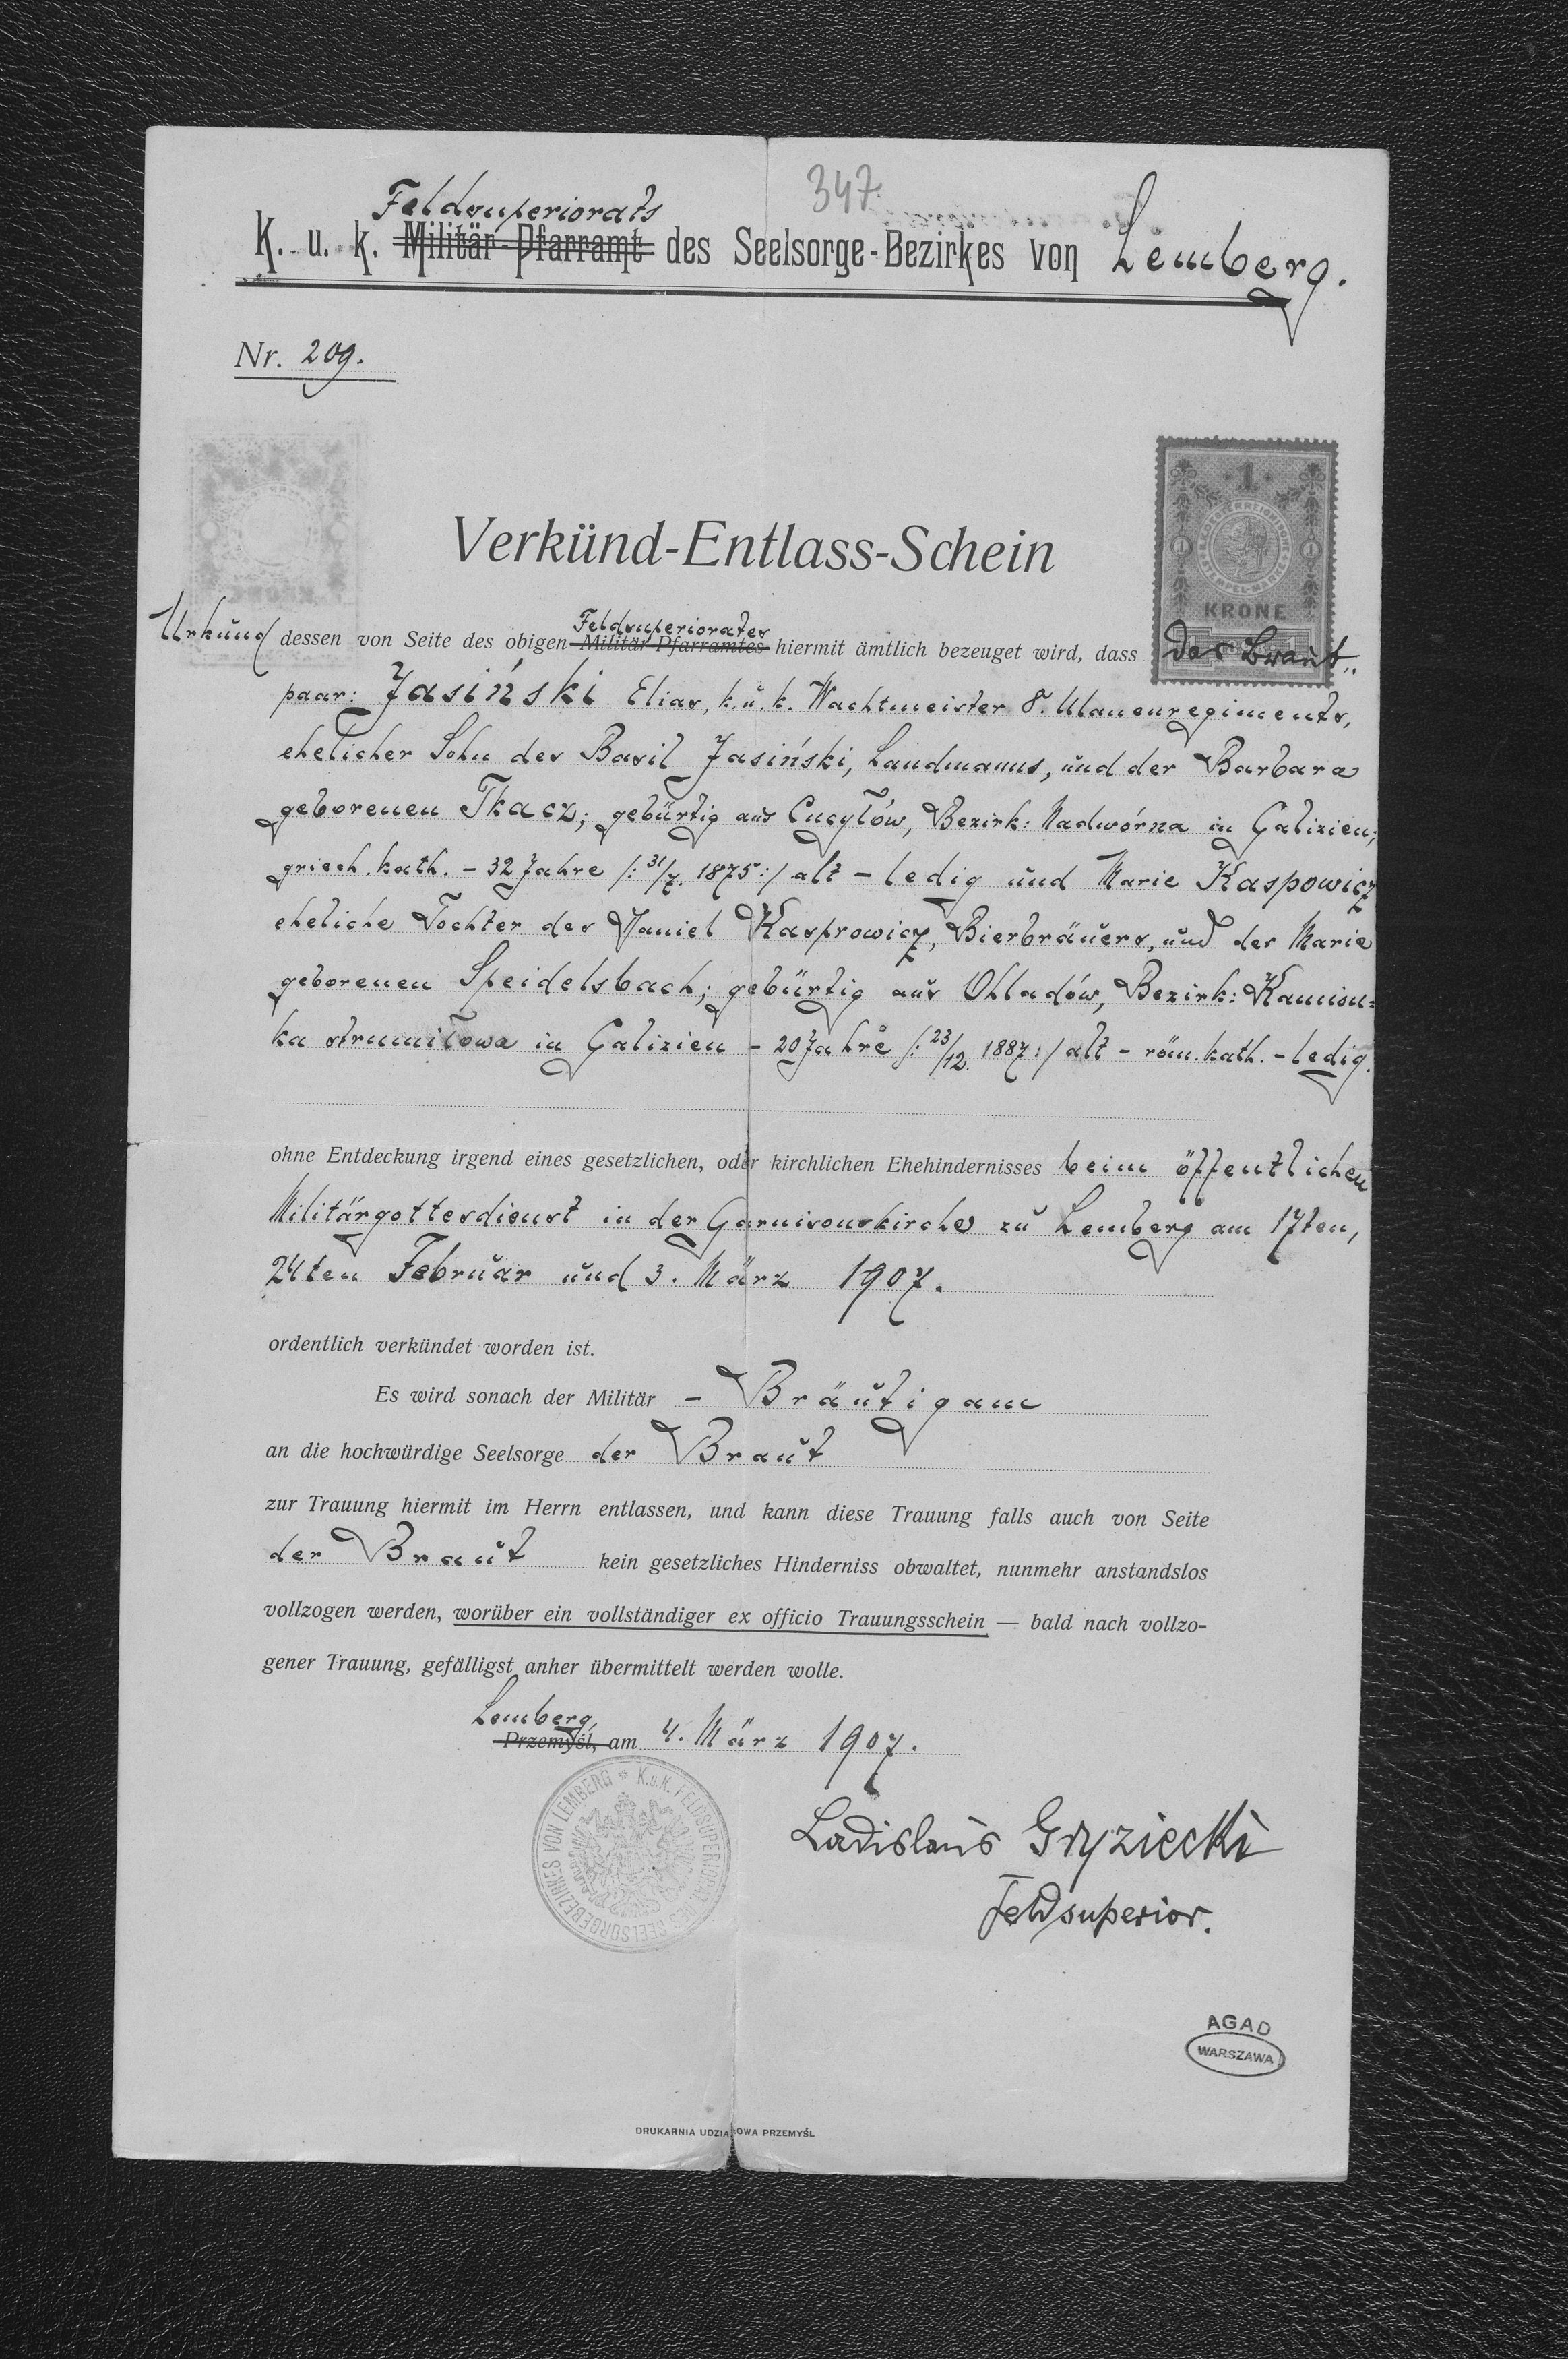 347.
Feldsuperiorats
K. u. k. Militär-Pfarramt des Seelsorge-Bezirkes von Lemberg.
Nr. 209.
1
KRONE
Verkünd-Entlass-Schein
Feldsuperiorates
Urkund dessen von Seite des obigen Militär-Pfarramtes hiermit ämtlich bezeuget wird, dass das Braut-
paar: Jasiński Elias, k. u. k. Wachtmeister 8. Ulanenregiments,
ehelicher Sohn des Basil Jasiński, Landmanns, und der Barbara
geborenen Tkacz; gebürtig aus Cucyłów, Bezirk: Nadwórna in Galizien;
griech. kath. - 32 Jahre /: 31/7. 1875 :/ alt - ledig und Marie Kaspowicz
eheliche Tochter des Daniel Kasprowicz, Bierbräuers, und der Marie
geborenen Speidelsbach; gebürtig aus Ohladów, Bezirk: Kamion=
ka strumiłowa in Galizien - 20 Jahre /: 23/12. 1887 :/ alt - röm. kath. - ledig.
ohne Entdeckung irgend eines gesetzlichen, oder kirchlichen Ehehindernisses beim öffentlichen
Militärgottesdienst in der Garnisonskirche zu Lemberg am 17ten,
24ten Februar und 3. März 1907.
ordentlich verkündet worden ist.
Es wird sonach der Militär - Bräutigam
an die hochwürdige Seelsorge der Braut
zur Trauung hiermit im Herrn entlassen, und kann diese Trauung falls auch von Seite
der Braut kein gesetzliches Hinderniss obwaltet, nunmehr anstandslos
vollzogen werden, worüber ein vollständiger ex officio Trauungsschein — bald nach vollzo-
gener Trauung, gefälligst anher übermittelt werden wolle.
Lemberg,
Przemyśl, am 4. März 1907.
K.u.K. FELDSUPERIORAT DES SEELSORGEBEZIRKES VON LEMBERG
Ladislaus Gryziecki
Feldsuperior.
AGAD
WARSZAWA
DRUKARNIA UDZIAŁOWA PRZEMYŚL